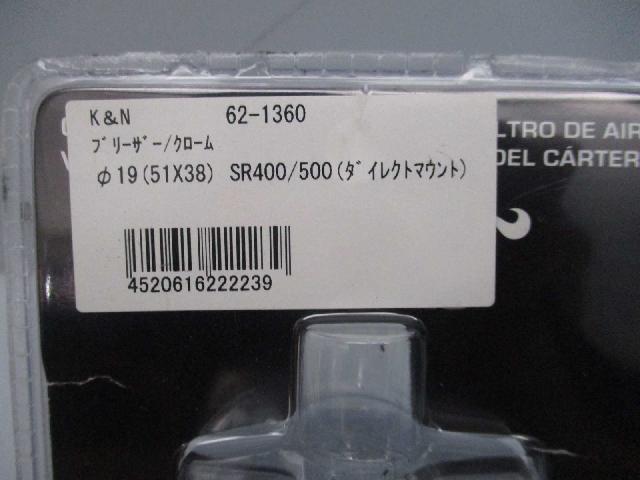 K&N 62-1360
ﾌﾞﾘｰｻﾞｰ/ｸﾛｰﾑ
φ19(51X38) SR400/500(ﾀﾞｲﾚｸﾄﾏｳﾝﾄ)
4520616222239
LTRO DE AIR
DEL CÁRTER